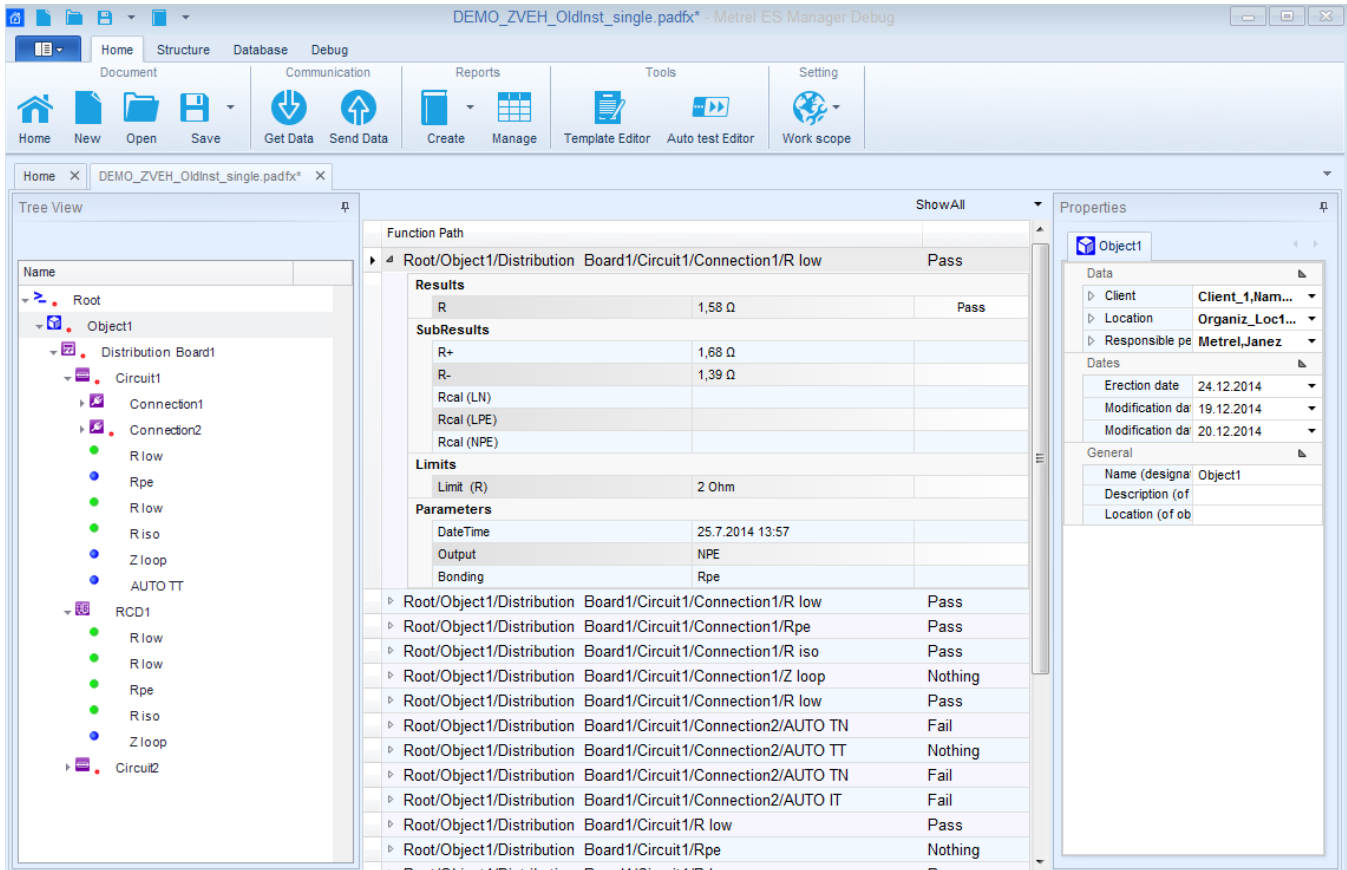 DEMO_ZVEH_OldInst_single.padfx* - Metrel ES Manager Debug
Home Structure Database Debug
Document Communication Reports Tools Setting
Home New Open Save Get Data Send Data Create Manage Template Editor Auto test Editor Work scope
Home DEMO_ZVEH_OldInst_single.padfx*
Tree View
Name
Root
Object1
Distribution Board1
Circuit1
Connection1
Connection2
R low
Rpe
R low
R iso
Z loop
AUTO TT
RCD1
R low
R low
Rpe
R iso
Z loop
Circuit2
ShowAll
Function Path
Root/Object1/Distribution Board1/Circuit1/Connection1/R low Pass
Results
R 1,58 Ω Pass
SubResults
R+ 1,68 Ω
R- 1,39 Ω
Rcal (LN)
Rcal (LPE)
Rcal (NPE)
Limits
Limit (R) 2 Ohm
Parameters
DateTime 25.7.2014 13:57
Output NPE
Bonding Rpe
Root/Object1/Distribution Board1/Circuit1/Connection1/R low Pass
Root/Object1/Distribution Board1/Circuit1/Connection1/Rpe Pass
Root/Object1/Distribution Board1/Circuit1/Connection1/R iso Pass
Root/Object1/Distribution Board1/Circuit1/Connection1/Z loop Nothing
Root/Object1/Distribution Board1/Circuit1/Connection1/R low Pass
Root/Object1/Distribution Board1/Circuit1/Connection2/AUTO TN Fail
Root/Object1/Distribution Board1/Circuit1/Connection2/AUTO TT Nothing
Root/Object1/Distribution Board1/Circuit1/Connection2/AUTO TN Fail
Root/Object1/Distribution Board1/Circuit1/Connection2/AUTO IT Fail
Root/Object1/Distribution Board1/Circuit1/R low Pass
Root/Object1/Distribution Board1/Circuit1/Rpe Nothing
Properties
Object1
Data
Client Client_1,Nam...
Location Organiz_Loc1...
Responsible pe Metrel,Janez
Dates
Erection date 24.12.2014
Modification da 19.12.2014
Modification da 20.12.2014
General
Name (designa Object1
Description (of
Location (of ob